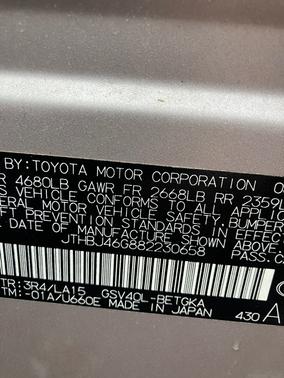 BY: TOYOTA MOTOR CORPORATION
4680LB GAWR FR 2668LB RR 2359L
S VEHICLE CONFORMS TO ALL APPLIC
ERAL MOTOR VEHICLE SAFETY, BUMPER
T PREVENTION STANDARDS IN EFFECT
DATE OF MANUFACTURE SHOWN ABOVE
JTHBJ46G882230658 PASS.C
TR: 3R4/LA15 GSV40L-BETGKA
TM: -01A/U660E MADE IN JAPAN 430 A